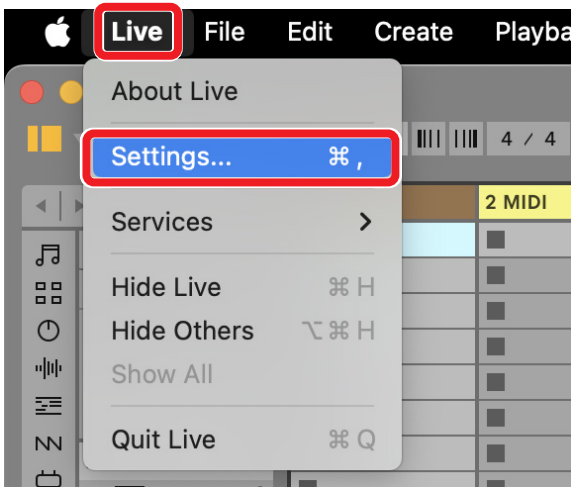 Live File Edit Create Playba
About Live
4 / 4
Settings... ⌘ ,
2 MIDI
Services
Hide Live ⌘ H
Hide Others ⌥ ⌘ H
Show All
Quit Live ⌘ Q